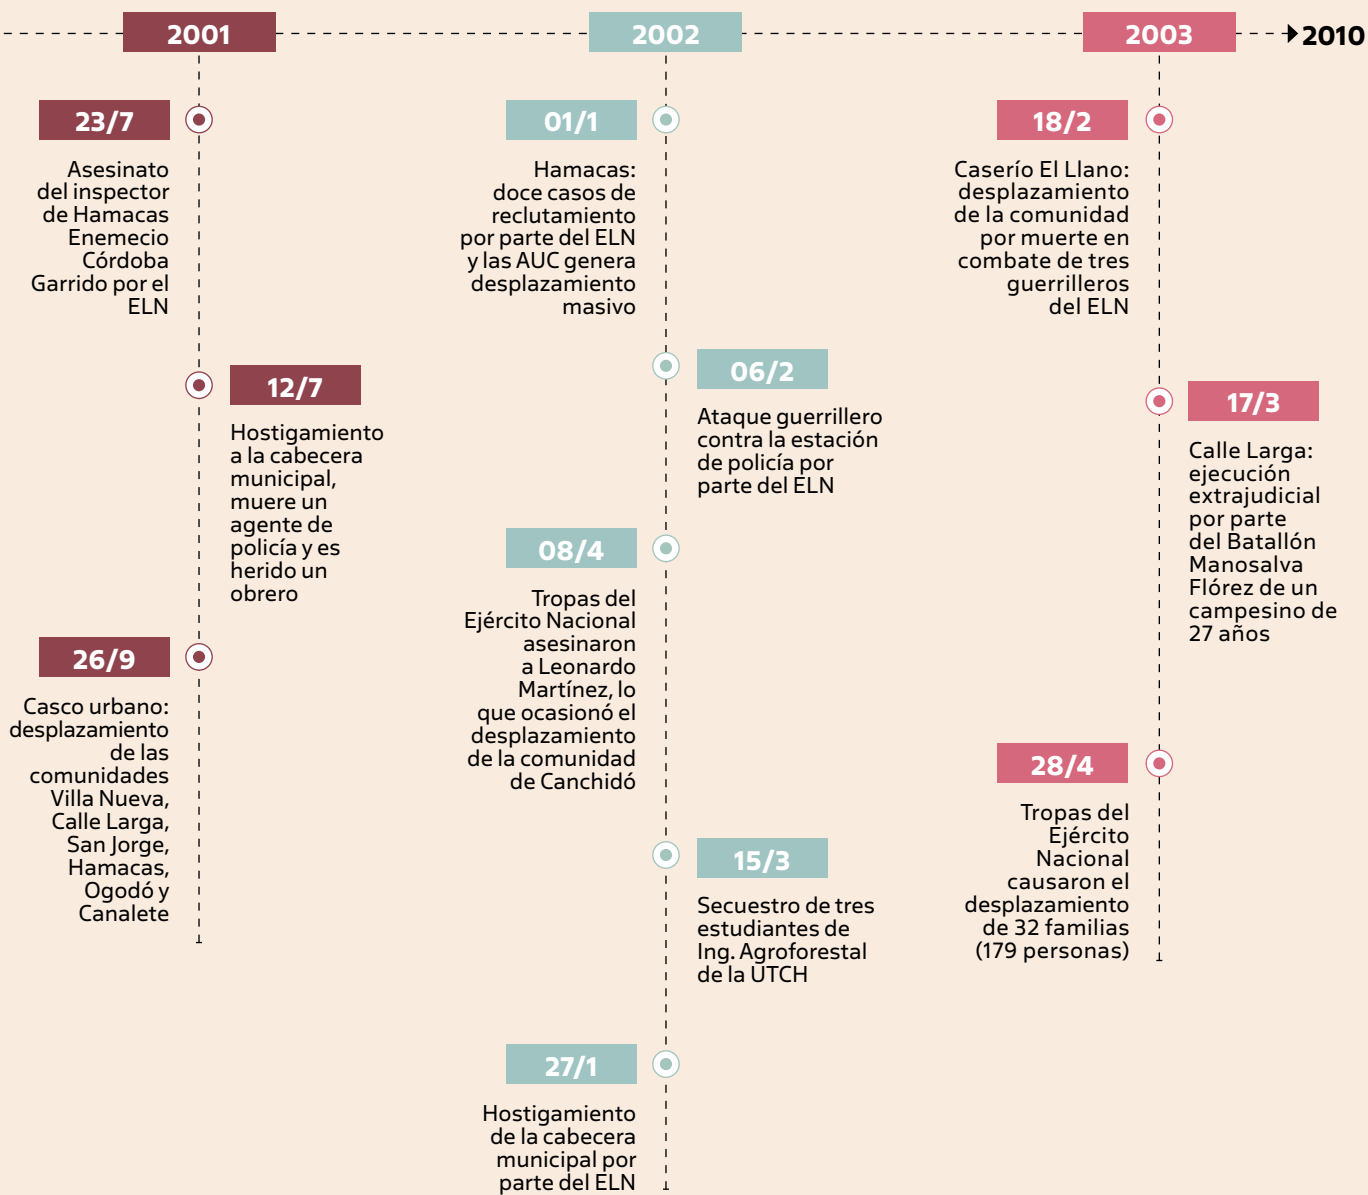 2001
2002
2003
2010
23/7
Asesinato
del inspector
de Hamacas
Enemecio
Córdoba
Garrido por el
ELN
12/7
Hostigamiento
a la cabecera
municipal,
muere un
agente de
policía y es
herido un
obrero
26/9
Casco urbano:
desplazamiento
de las
comunidades
Villa Nueva,
Calle Larga,
San Jorge,
Hamacas,
Ogodó y
Canalete
01/1
Hamacas:
doce casos de
reclutamiento
por parte del ELN
y las AUC genera
desplazamiento
masivo
06/2
Ataque guerrillero
contra la estación
de policía por
parte del ELN
08/4
Tropas del
Ejército Nacional
asesinaron
a Leonardo
Martínez, lo
que ocasionó el
desplazamiento
de la comunidad
de Canchidó
15/3
Secuestro de tres
estudiantes de
Ing. Agroforestal
de la UTCH
27/1
Hostigamiento
de la cabecera
municipal por
parte del ELN
18/2
Caserío El Llano:
desplazamiento
de la comunidad
por muerte en
combate de tres
guerrilleros
del ELN
17/3
Calle Larga:
ejecución
extrajudicial
por parte
del Batallón
Manosalva
Flórez de un
campesino de
27 años
28/4
Tropas del
Ejército
Nacional
causaron el
desplazamiento
de 32 familias
(179 personas)